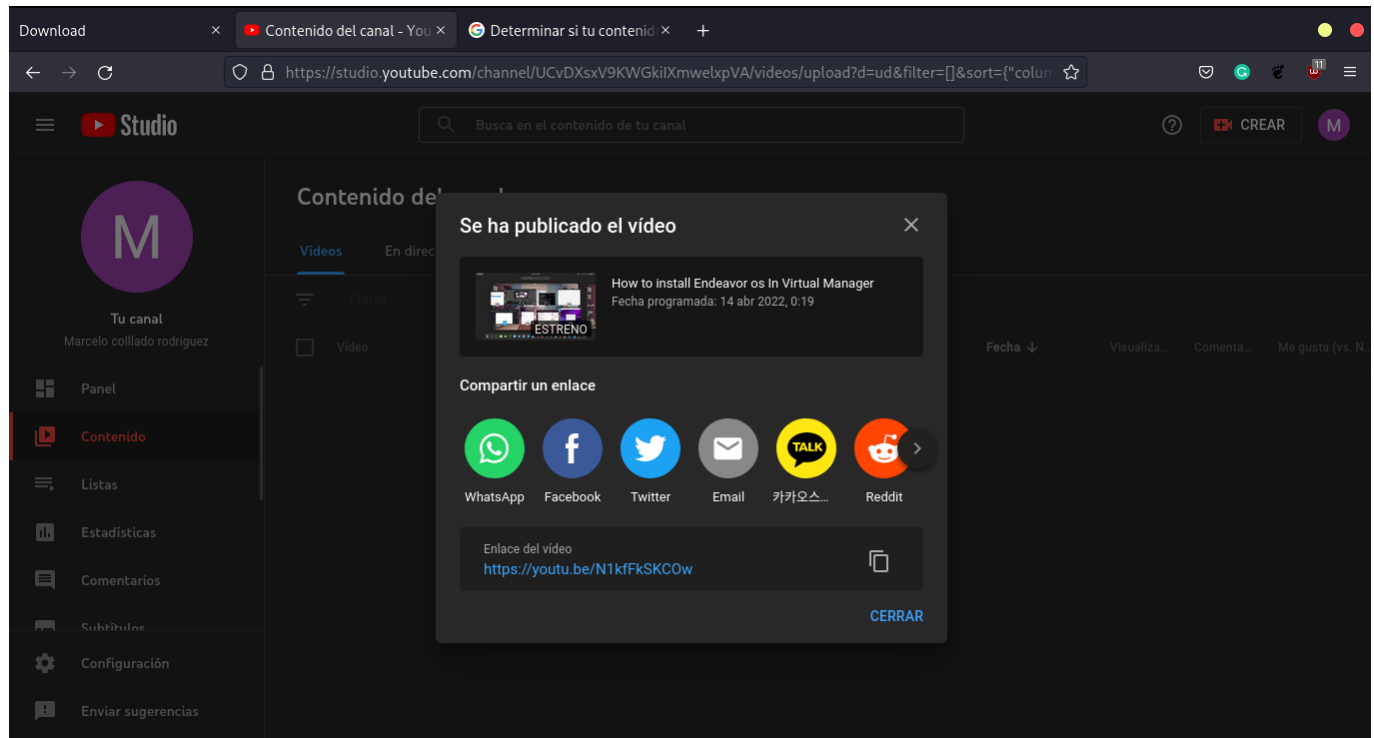 Download
Contenido del canal - You
Determinar si tu contenid
https://studio.youtube.com/channel/UCvDXsxV9KWGkiIXmwelxpVA/videos/upload?d=ud&filter=[]&sort={"colum
11
Studio
Busca en el contenido de tu canal
CREAR
M
M
Tu canal
Marcelo colllado rodriguez
Panel
Contenido
Listas
Estadísticas
Comentarios
Subtítulos
Configuración
Enviar sugerencias
Contenido del
Vídeos
En direc
Filtrar
Vídeo
Fecha
Visualiza...
Comenta...
Me gusta (vs. N...
Se ha publicado el vídeo
ESTRENO
How to install Endeavor os In Virtual Manager
Fecha programada: 14 abr 2022, 0:19
Compartir un enlace
TALK
WhatsApp
Facebook
Twitter
Email
카카오스...
Reddit
Enlace del vídeo
https://youtu.be/N1kfFkSKCOw
CERRAR